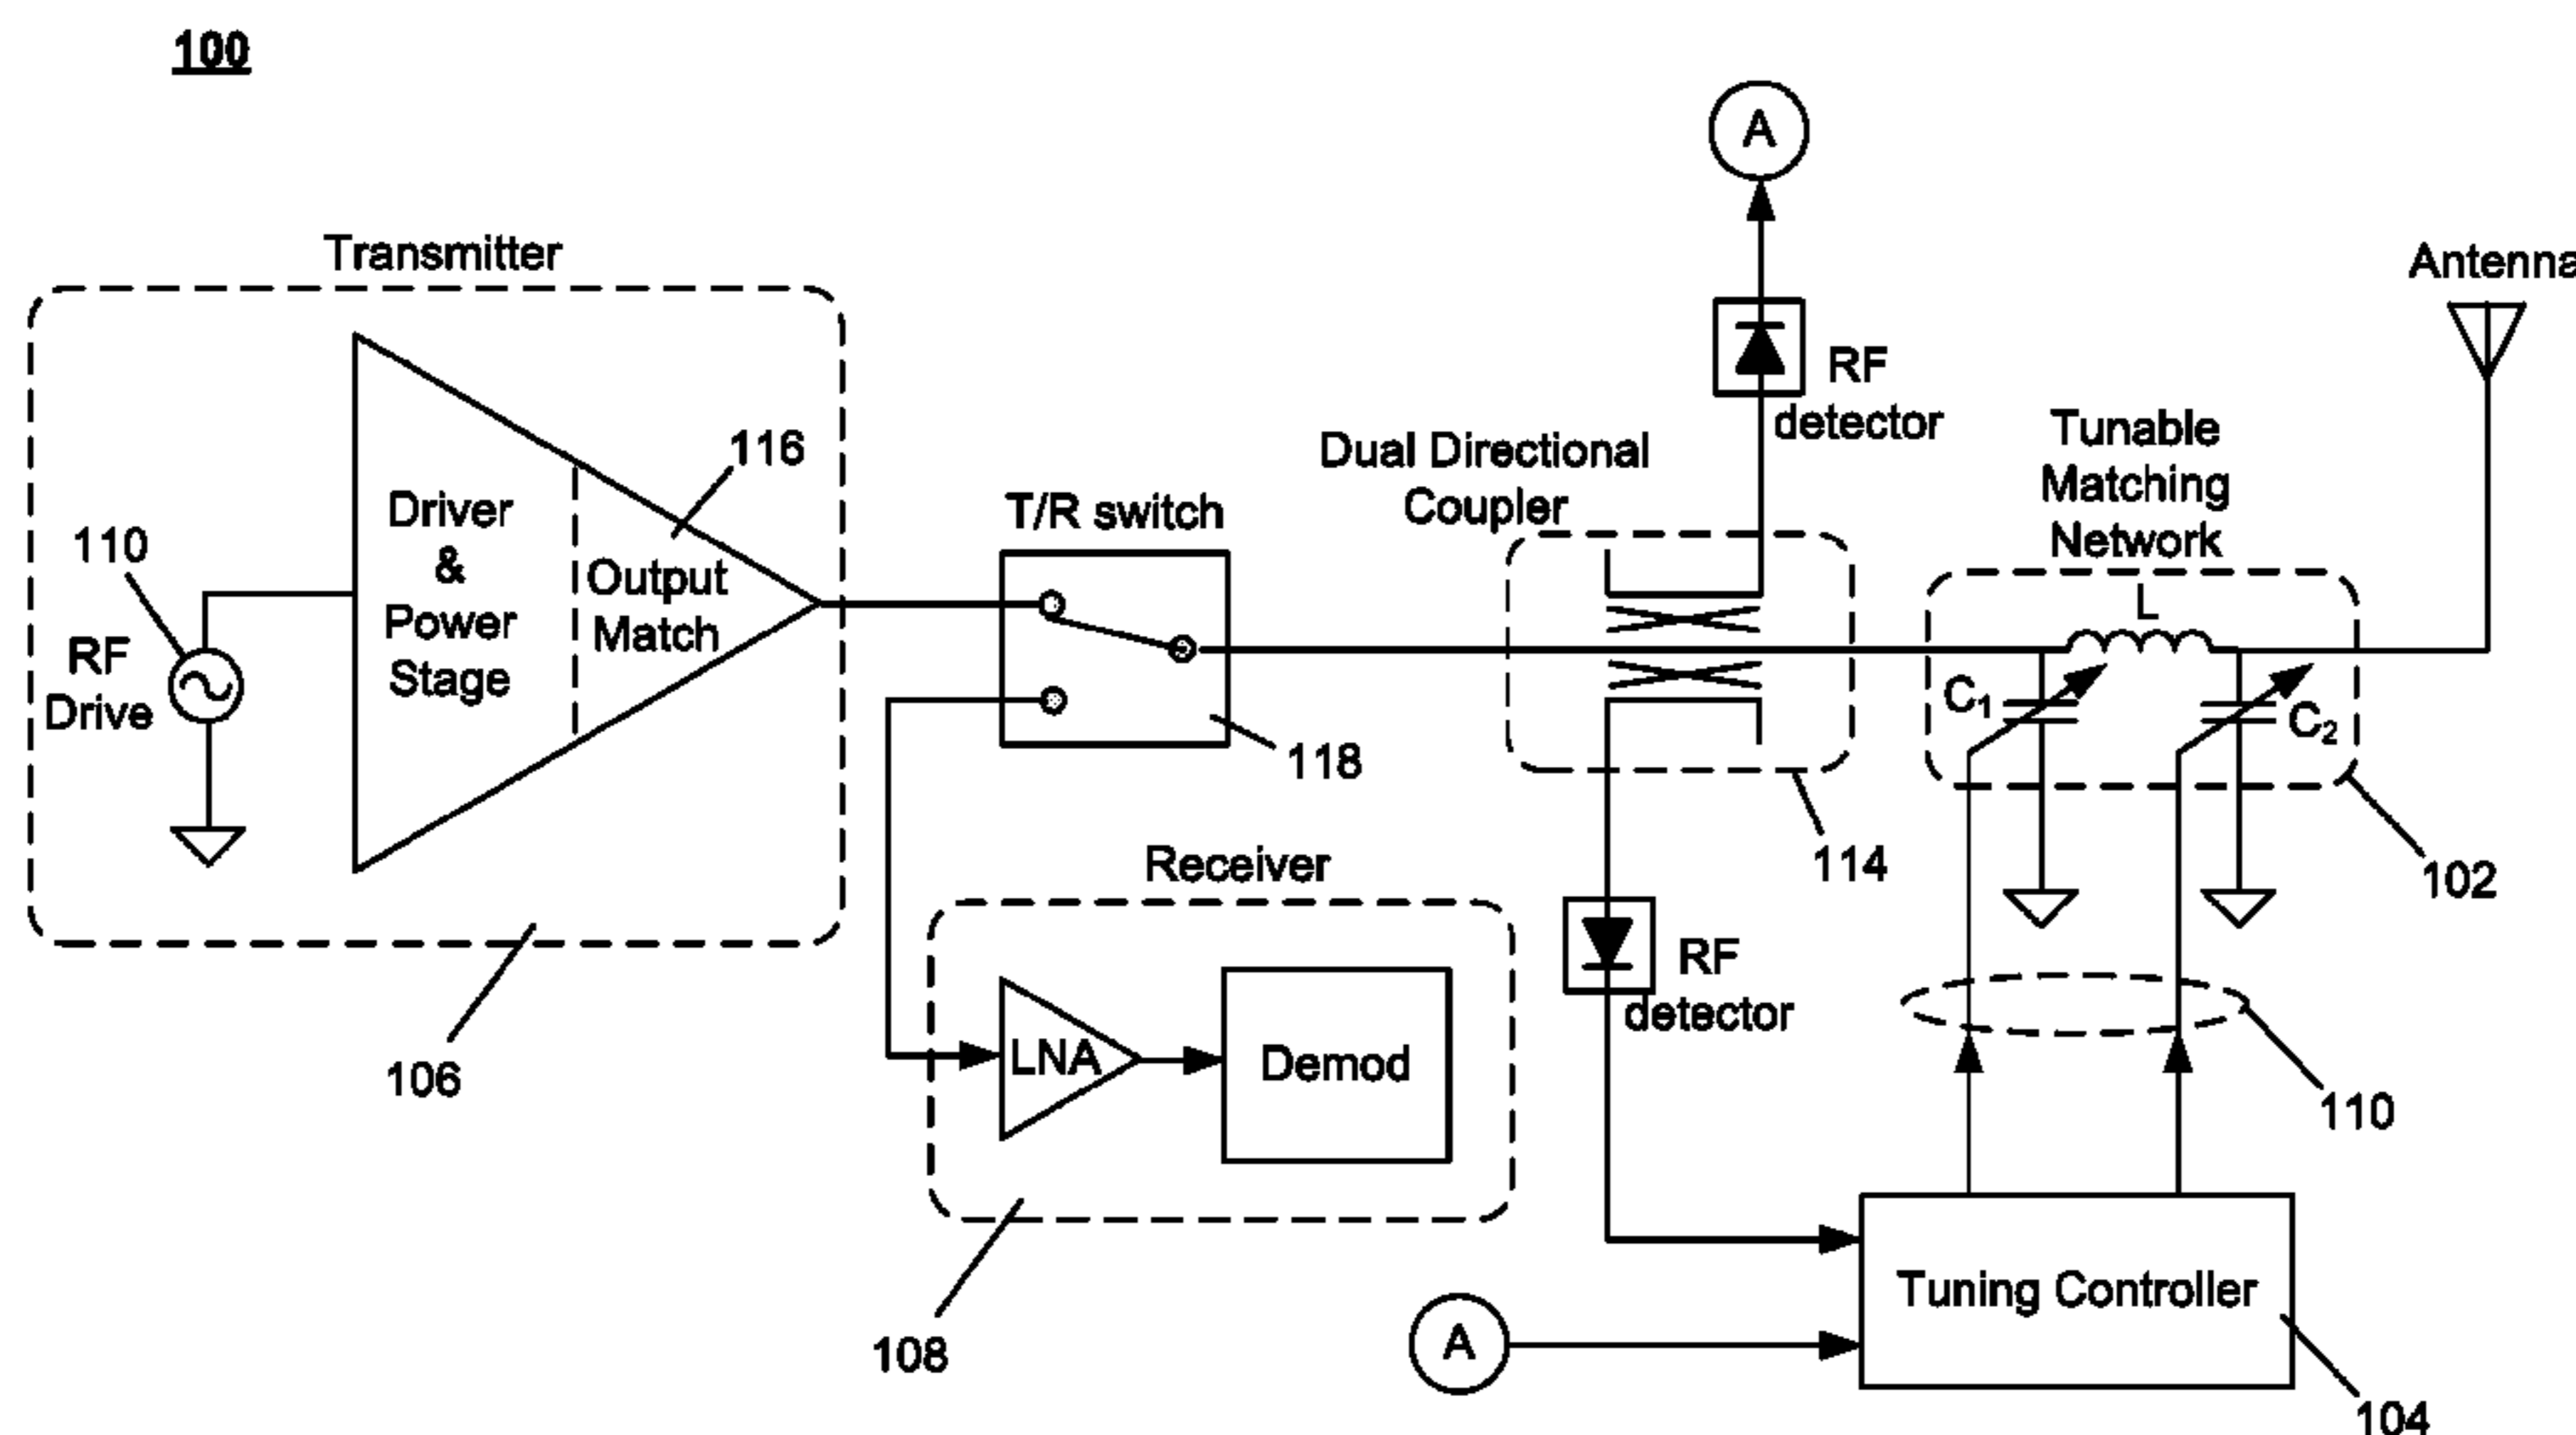 100
A
Transmitter
Antenna
RF
detector
Tunable
Matching
Network
Dual Directional
Coupler
116
T/R switch
Driver
&
Power
Stage
Output
Match
110
RF
Drive
L
C₁
C₂
118
114
102
Receiver
RF
detector
LNA
Demod
106
110
108
A
Tuning Controller
104